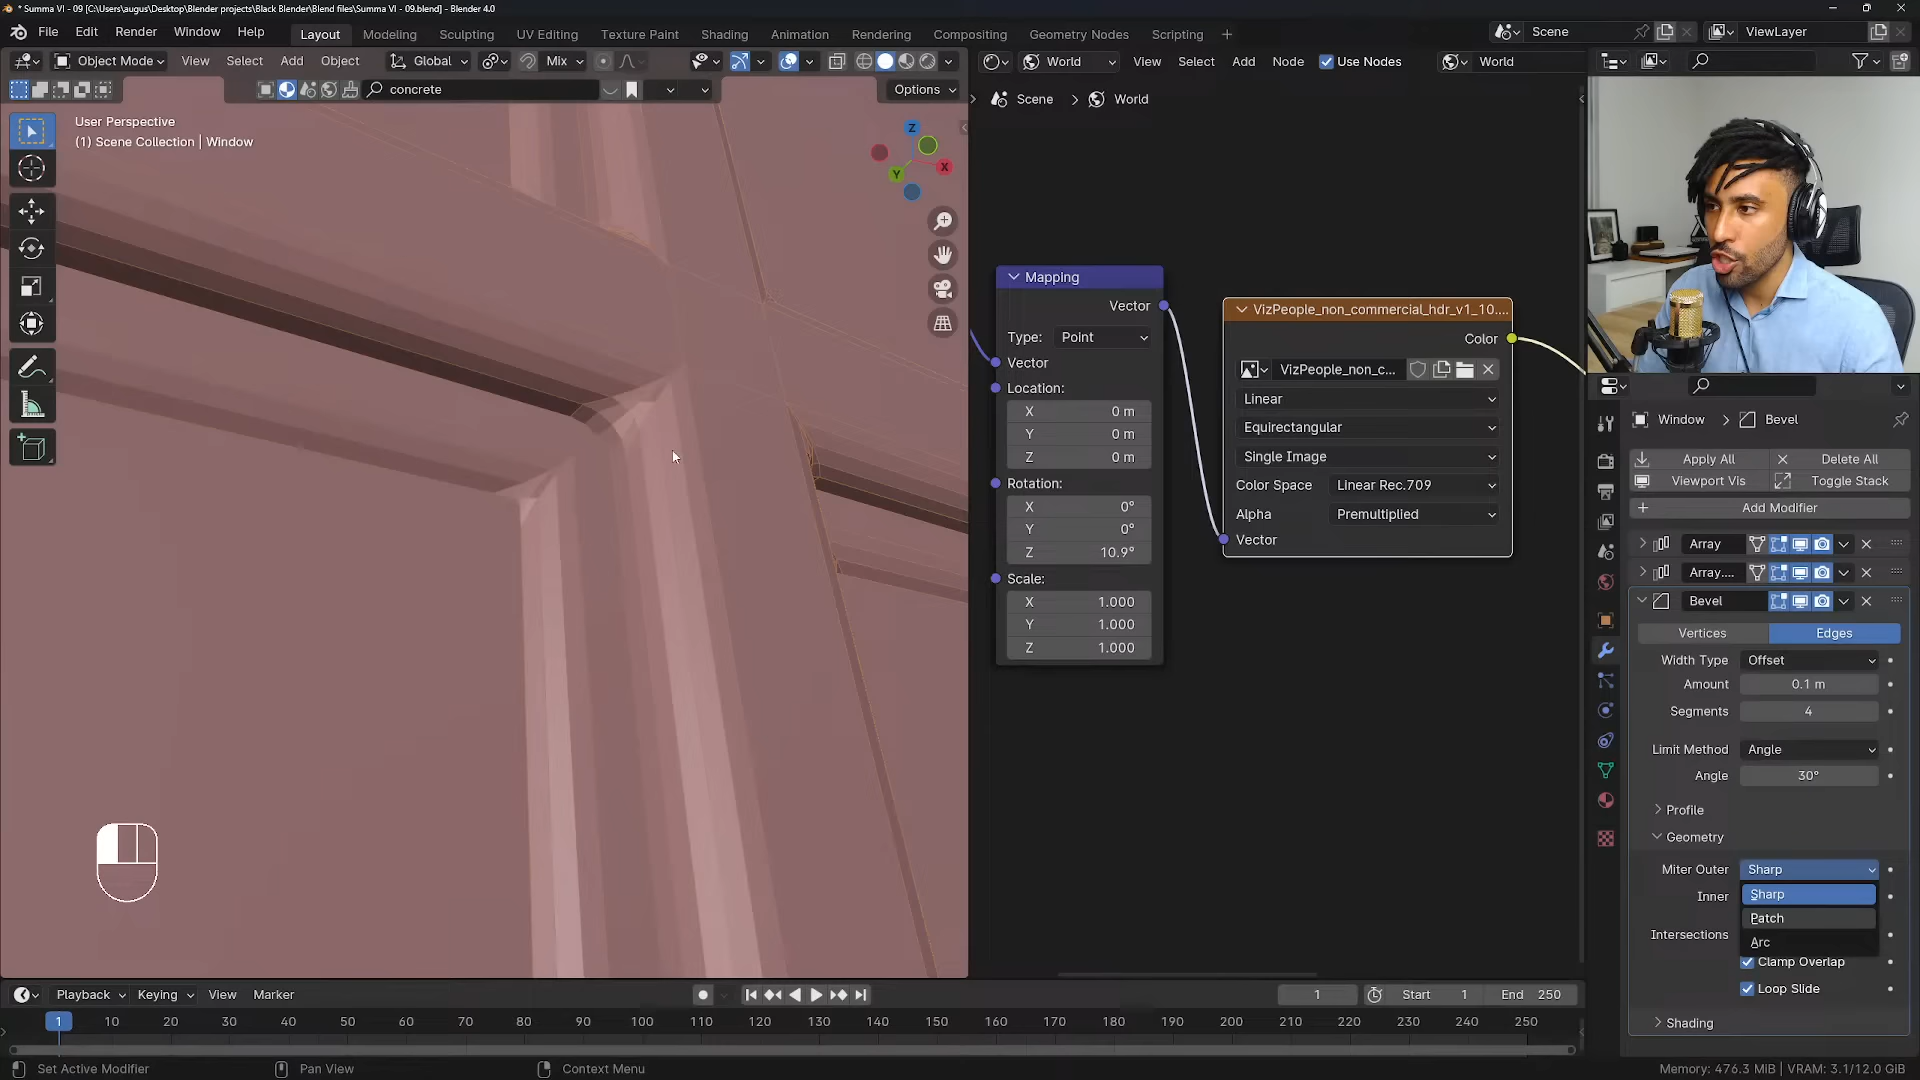 * Summa VI - 09 [C:\Users\augus\Desktop\Blender projects\Black Blender\Blend files\Summa VI - 09.blend] - Blender 4.0
File Edit Render Window Help Layout Modeling Sculpting UV Editing Texture Paint Shading Animation Rendering Compositing Geometry Nodes Scripting + Scene ViewLayer
Object Mode View Select Add Object Global Mix World View Select Add Node Use Nodes World
concrete Options
Scene > World
User Perspective
(1) Scene Collection | Window
Z
X
Y
Mapping
Vector
Type: Point
Vector
Location:
X 0 m
Y 0 m
Z 0 m
Rotation:
X 0°
Y 0°
Z 10.9°
Scale:
X 1.000
Y 1.000
Z 1.000
VizPeople_non_commercial_hdr_v1_10....
Color
VizPeople_non_c...
Linear
Equirectangular
Single Image
Color Space Linear Rec.709
Alpha Premultiplied
Vector
Window > Bevel
Apply All Delete All
Viewport Vis Toggle Stack
Add Modifier
Array
Array....
Bevel
Vertices Edges
Width Type Offset
Amount 0.1 m
Segments 4
Limit Method Angle
Angle 30°
Profile
Geometry
Miter Outer Sharp
Inner Sharp
Patch
Intersections Arc
Clamp Overlap
Loop Slide
Shading
Playback Keying View Marker 1 Start 1 End 250
1 10 20 30 40 50 60 70 80 90 100 110 120 130 140 150 160 170 180 190 200 210 220 230 240 250
Set Active Modifier Pan View Context Menu Memory: 476.3 MiB | VRAM: 3.1/12.0 GiB